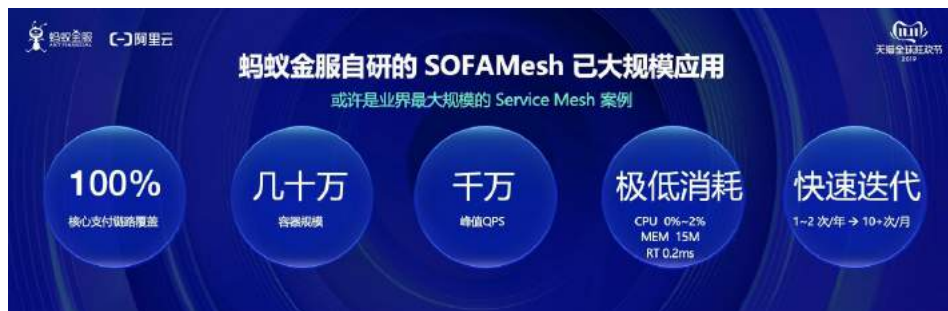 蚂蚁金服
ANT FINANCIAL
阿里云
天猫全球狂欢节
2019
蚂蚁金服自研的 SOFAMesh 已大规模应用
或许是业界最大规模的 Service Mesh 案例
100%
核心支付链路覆盖
几十万
容器规模
千万
峰值QPS
极低消耗
CPU 0%~2%
MEM 15M
RT 0.2ms
快速迭代
1~2 次/年 → 10+次/月